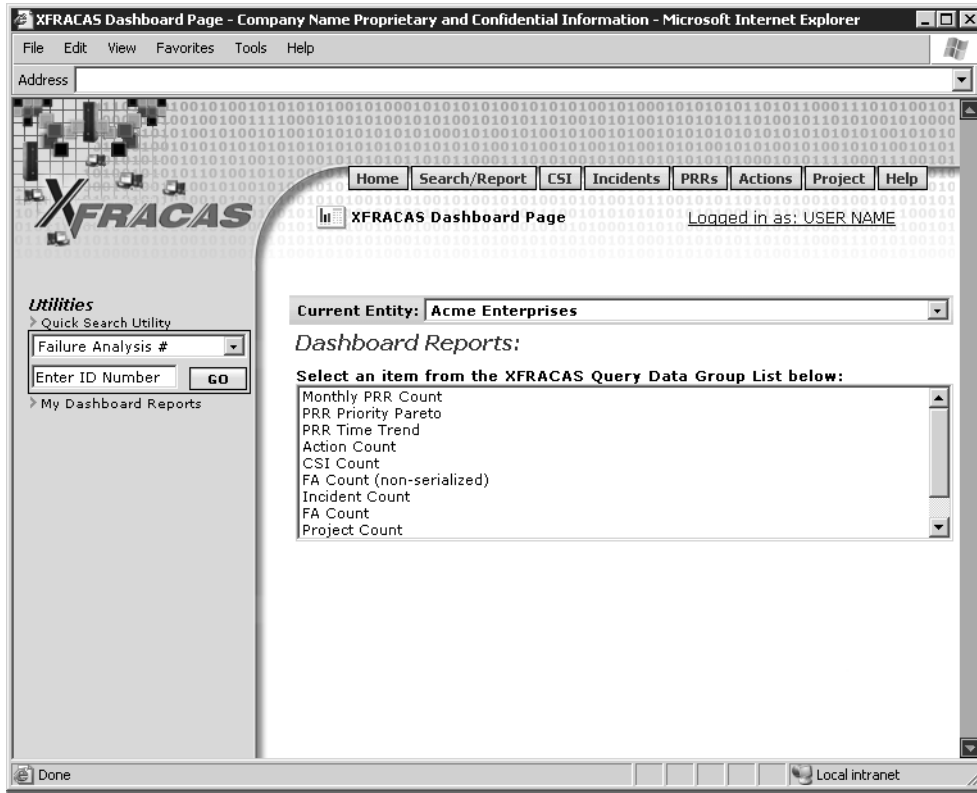 XFRACAS Dashboard Page - Company Name Proprietary and Confidential Information - Microsoft Internet Explorer
File Edit View Favorites Tools Help
Address
Home Search/Report CSI Incidents PRRs Actions Project Help
XFRACAS
XFRACAS Dashboard Page
Logged in as: USER NAME
Utilities
Quick Search Utility
Failure Analysis #
Enter ID Number GO
My Dashboard Reports
Current Entity: Acme Enterprises
Dashboard Reports:
Select an item from the XFRACAS Query Data Group List below:
Monthly PRR Count
PRR Priority Pareto
PRR Time Trend
Action Count
CSI Count
FA Count (non-serialized)
Incident Count
FA Count
Project Count
Done Local intranet